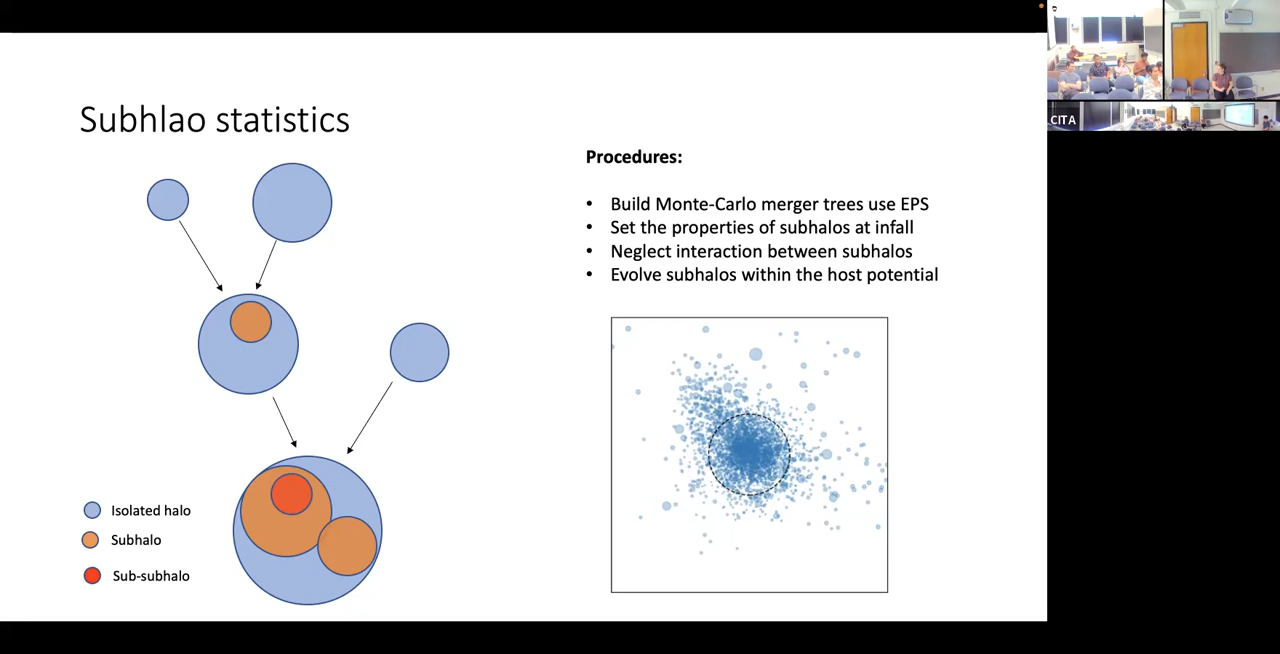 Subhlao statistics
Procedures:
• Build Monte-Carlo merger trees use EPS
• Set the properties of subhalos at infall
• Neglect interaction between subhalos
• Evolve subhalos within the host potential
Isolated halo
Subhalo
Sub-subhalo
CITA